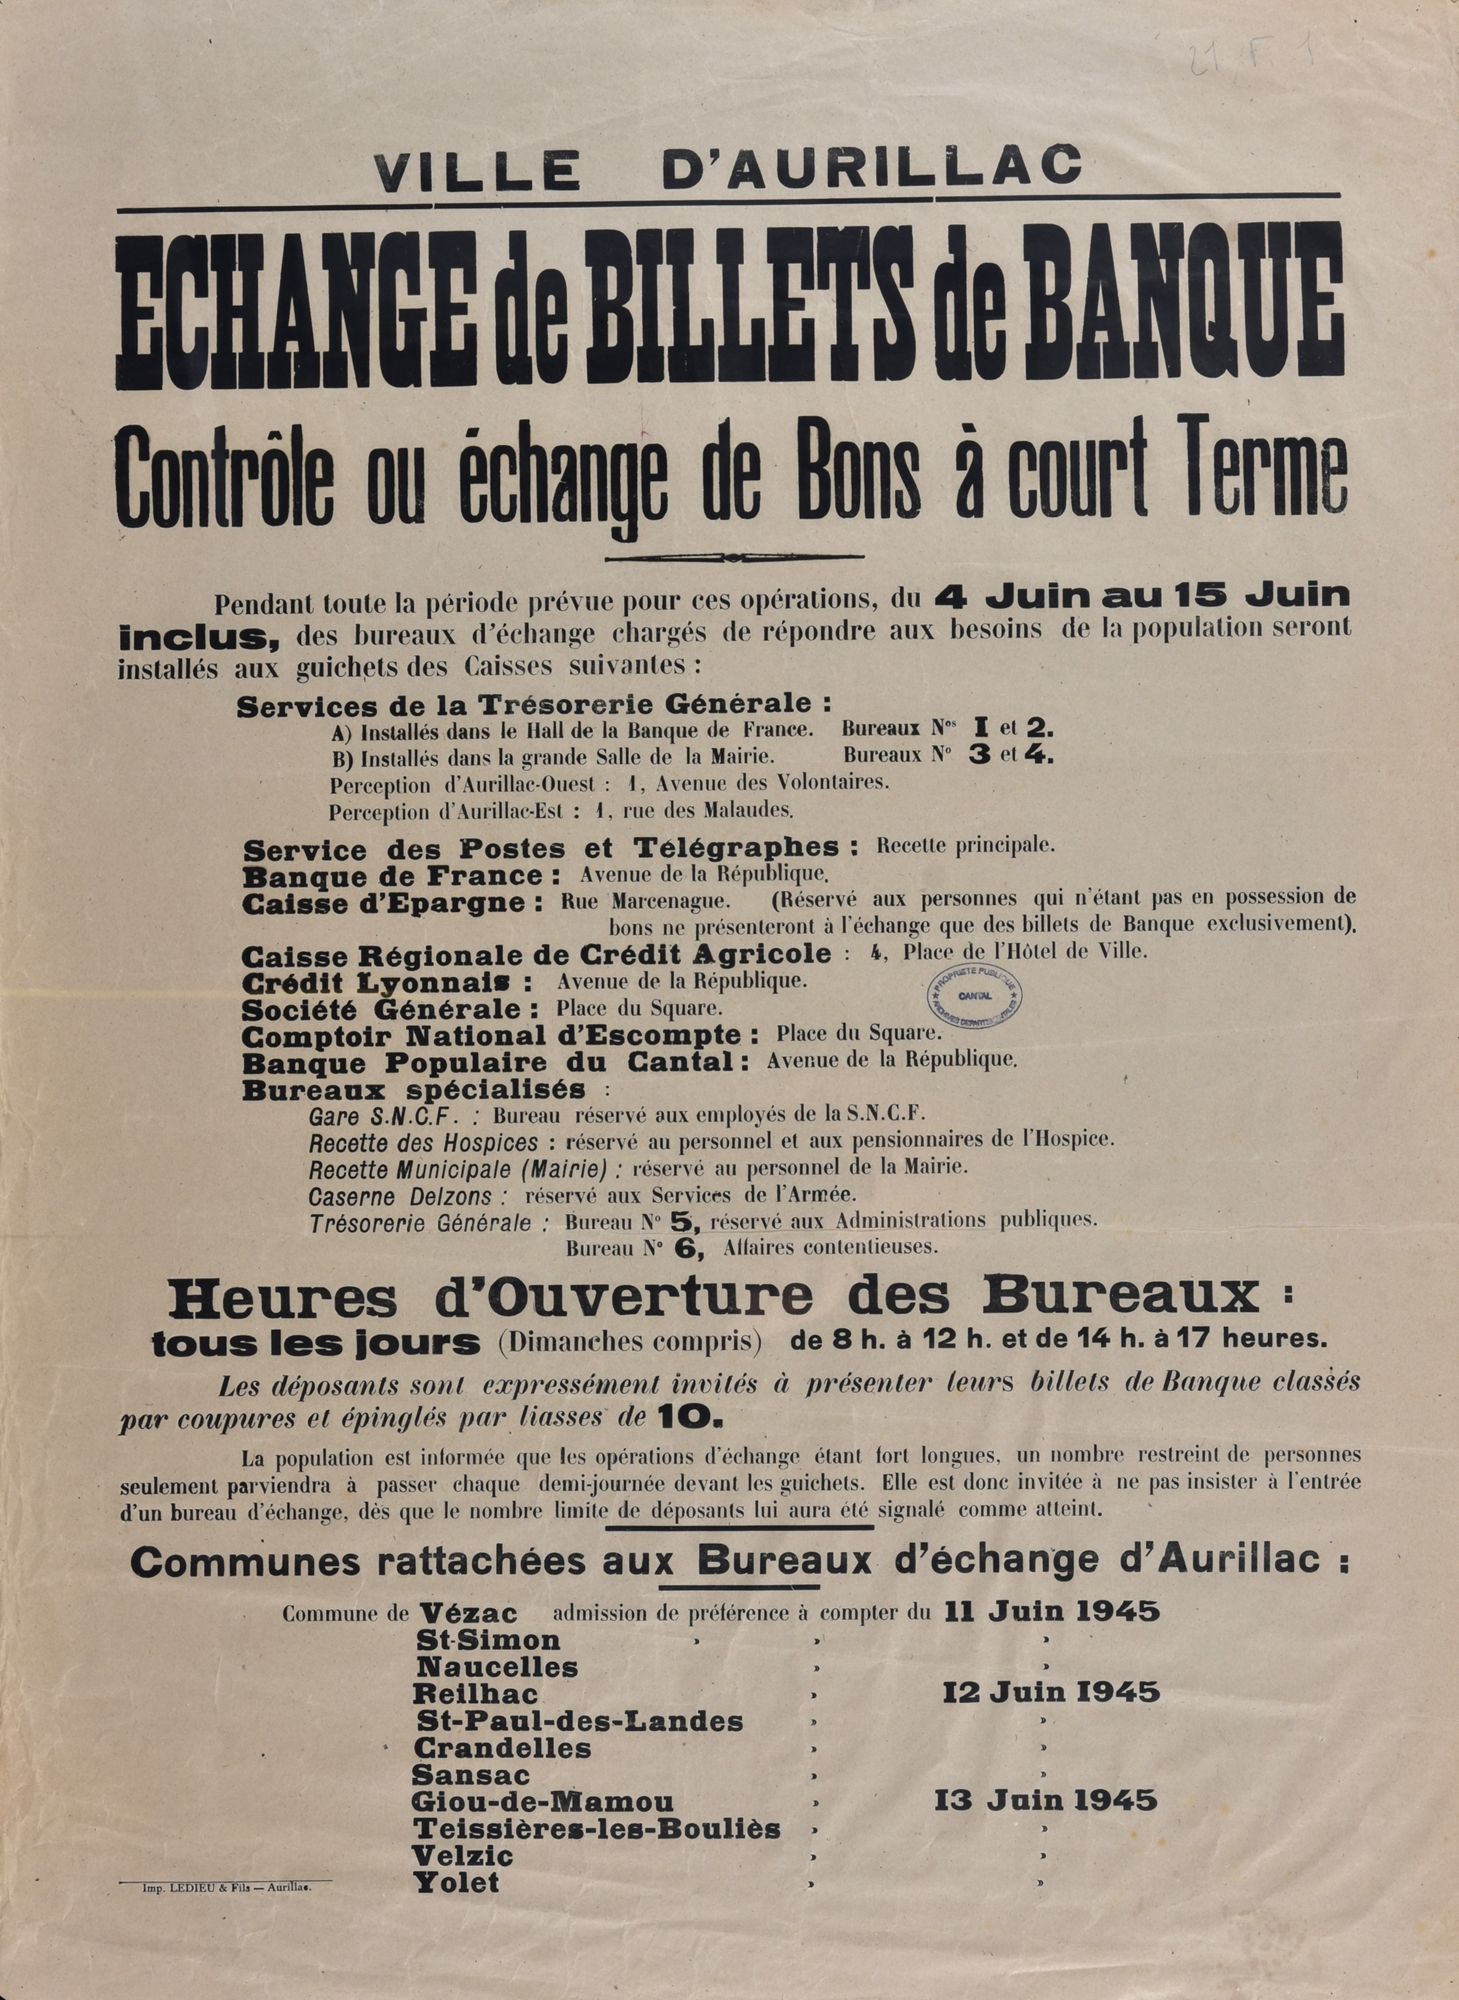 21 F. 1
VILLE D'AURILLAC
ECHANGE de BILLETS de BANQUE
Contrôle ou échange de Bons à court Terme
Pendant toute la période prévue pour ces opérations, du 4 Juin au 15 Juin
inclus, des bureaux d'échange chargés de répondre aux besoins de la population seront
installés aux guichets des Caisses suivantes :
Services de la Trésorerie Générale :
A) Installés dans le Hall de la Banque de France. Bureaux Nos 1 et 2.
B) Installés dans la grande Salle de la Mairie. Bureaux N° 3 et 4.
Perception d'Aurillac-Ouest : 1, Avenue des Volontaires.
Perception d'Aurillac-Est : 1, rue des Malaudes.
Service des Postes et Télégraphes : Recette principale.
Banque de France : Avenue de la République.
Caisse d'Epargne : Rue Marcenague. (Réservé aux personnes qui n'étant pas en possession de
bons ne présenteront à l'échange que des billets de Banque exclusivement).
Caisse Régionale de Crédit Agricole : 4, Place de l'Hôtel de Ville.
Crédit Lyonnais : Avenue de la République.
Société Générale : Place du Square.
PROPRIETE PUBLIQUE
CANTAL
ARCHIVES DEPARTEMENTALES
Comptoir National d'Escompte : Place du Square.
Banque Populaire du Cantal : Avenue de la République.
Bureaux spécialisés :
Gare S.N.C.F. : Bureau réservé aux employés de la S.N.C.F.
Recette des Hospices : réservé au personnel et aux pensionnaires de l'Hospice.
Recette Municipale (Mairie) : réservé au personnel de la Mairie.
Caserne Delzons : réservé aux Services de l'Armée.
Trésorerie Générale : Bureau N° 5, réservé aux Administrations publiques.
Bureau N° 6, Affaires contentieuses.
Heures d'Ouverture des Bureaux :
tous les jours (Dimanches compris) de 8 h. à 12 h. et de 14 h. à 17 heures.
Les déposants sont expressément invités à présenter leurs billets de Banque classés
par coupures et épinglés par liasses de 10.
La population est informée que les opérations d'échange étant fort longues, un nombre restreint de personnes
seulement parviendra à passer chaque demi-journée devant les guichets. Elle est donc invitée à ne pas insister à l'entrée
d'un bureau d'échange, dès que le nombre limite de déposants lui aura été signalé comme atteint.
Communes rattachées aux Bureaux d'échange d'Aurillac :
Commune de Vézac admission de préférence à compter du 11 Juin 1945
St-Simon » » »
Naucelles » »
Reilhac » 12 Juin 1945
St-Paul-des-Landes » »
Crandelles » »
Sansac » »
Giou-de-Mamou » 13 Juin 1945
Teissières-les-Bouliès » »
Velzic » »
Yolet » »
Imp. LEDIEU & Fils — Aurillac.